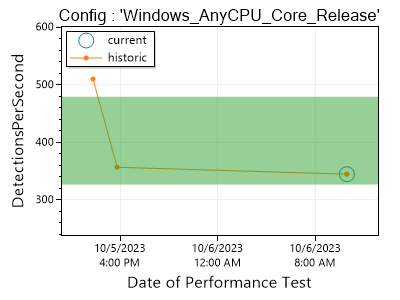 Config : 'Windows_AnyCPU_Core_Release'
current
historic
600
500
400
300
DetectionsPerSecond
10/5/2023
4:00 PM
10/6/2023
12:00 AM
10/6/2023
8:00 AM
Date of Performance Test